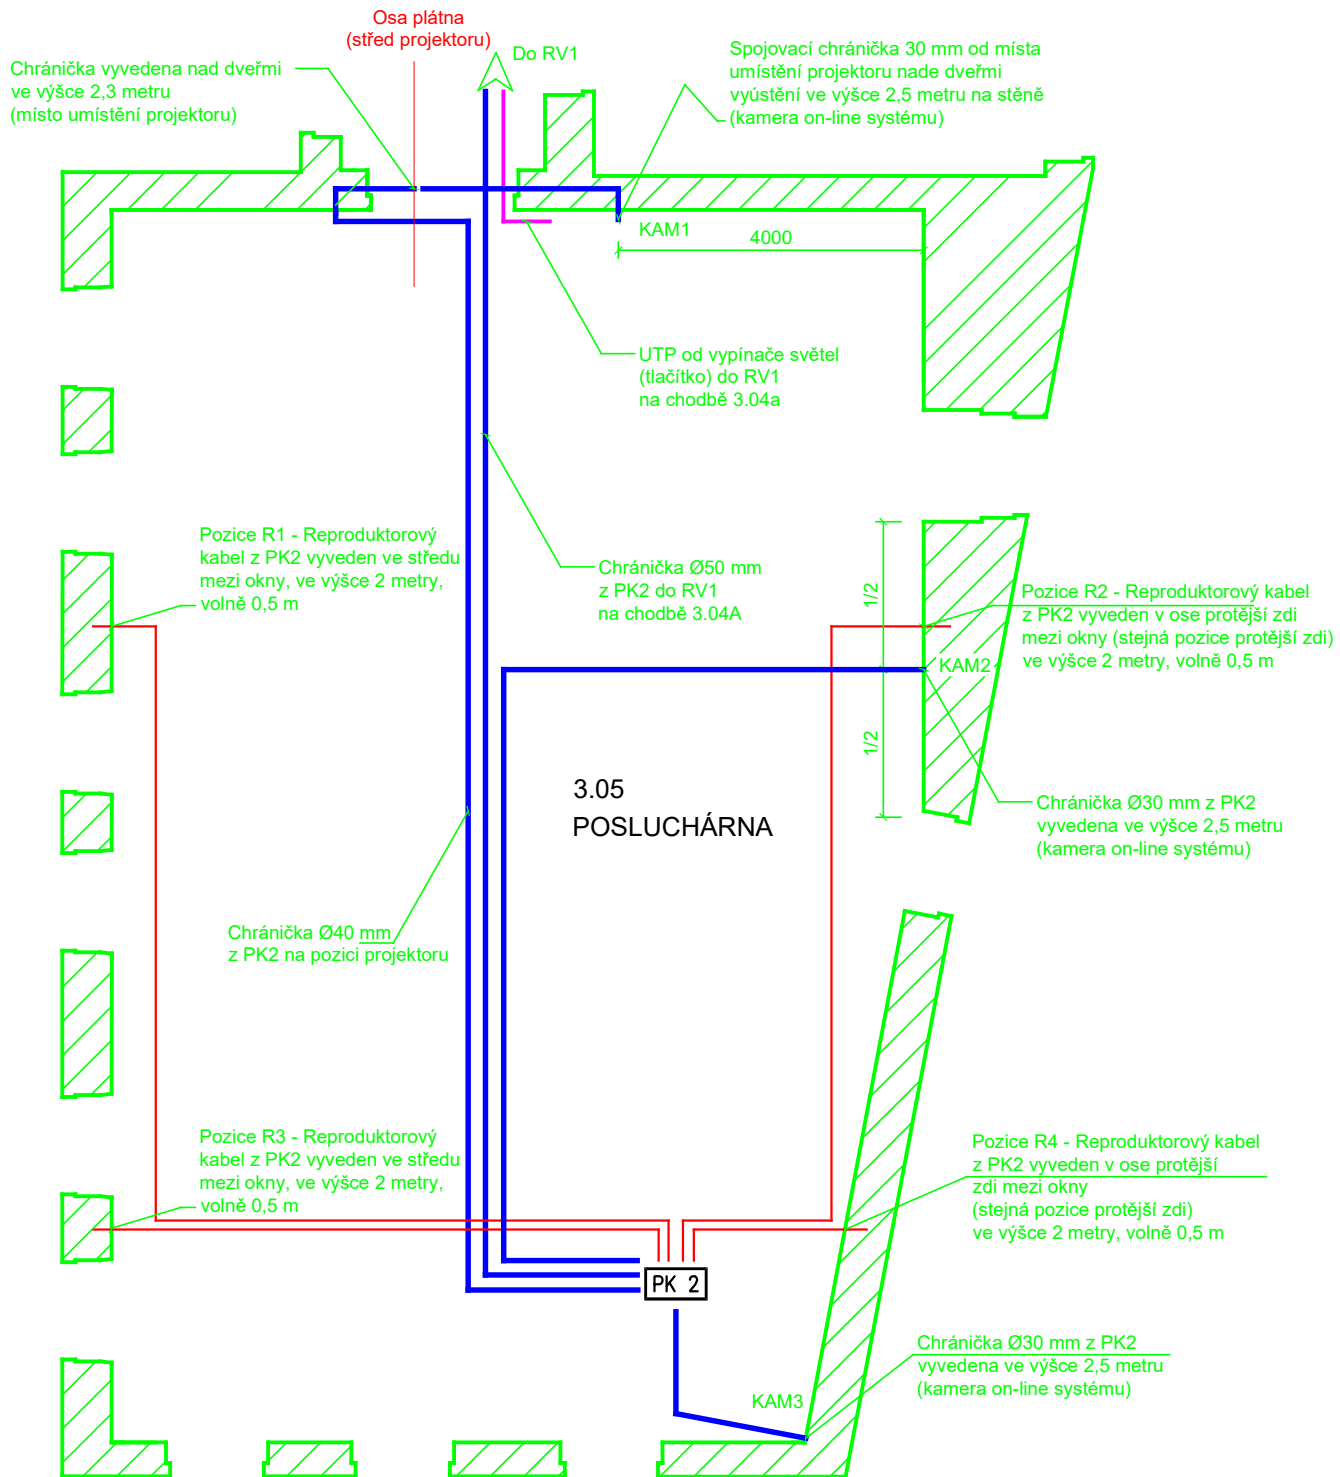 Osa plátna
(střed projektoru)
Do RV1
Chránička vyvedena nad dveřmi
ve výšce 2,3 metru
(místo umístění projektoru)
Spojovací chránička 30 mm od místa
umístění projektoru nade dveřmi
vyústění ve výšce 2,5 metru na stěně
(kamera on-line systému)
KAM1
4000
UTP od vypínače světel
(tlačítko) do RV1
na chodbě 3.04a
Pozice R1 - Reproduktorový
kabel z PK2 vyveden ve středu
mezi okny, ve výšce 2 metry,
volně 0,5 m
Chránička Ø50 mm
z PK2 do RV1
na chodbě 3.04A
1/2
Pozice R2 - Reproduktorový kabel
z PK2 vyveden v ose protější zdi
mezi okny (stejná pozice protější zdi)
ve výšce 2 metry, volně 0,5 m
KAM2
1/2
3.05
POSLUCHÁRNA
Chránička Ø30 mm z PK2
vyvedena ve výšce 2,5 metru
(kamera on-line systému)
Chránička Ø40 mm
z PK2 na pozici projektoru
Pozice R3 - Reproduktorový
kabel z PK2 vyveden ve středu
mezi okny, ve výšce 2 metry,
volně 0,5 m
Pozice R4 - Reproduktorový kabel
z PK2 vyveden v ose protější
zdi mezi okny
(stejná pozice protější zdi)
ve výšce 2 metry, volně 0,5 m
PK 2
Chránička Ø30 mm z PK2
vyvedena ve výšce 2,5 metru
(kamera on-line systému)
KAM3